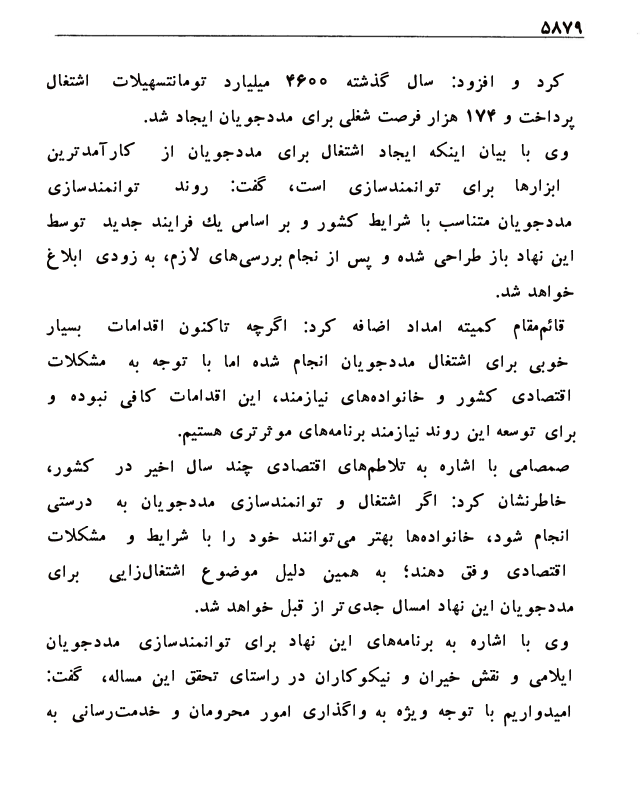 ۵۸۷۹
کرد و افزود: سال گذشته ۴۶۰۰ میلیارد تومانتسهیلات اشتغال
پرداخت و ۱۷۴ هزار فرصت شغلی برای مددجویان ایجاد شد.
وی با بیان اینکه ایجاد اشتغال برای مددجویان از کارآمدترین
ابزارها برای توانمندسازی است، گفت: روند توانمندسازی
مددجویان متناسب با شرایط کشور و بر اساس یك فرایند جدید توسط
این نهاد باز طراحی شده و پس از نجام بررسی‌های لازم، به زودی ابلاغ
خواهد شد.
قائم‌مقام کمیته امداد اضافه کرد: اگرچه تاکنون اقدامات بسیار
خوبی برای اشتغال مددجویان انجام شده اما با توجه به مشکلات
اقتصادی کشور و خانواده‌های نیازمند، این اقدامات کافی نبوده و
برای توسعه این روند نیازمند برنامه‌های موثرتری هستیم.
صمصامی با اشاره به تلاطم‌های اقتصادی چند سال اخیر در کشور،
خاطرنشان کرد: اگر اشتغال و توانمندسازی مددجویان به درستی
انجام شود، خانواده‌ها بهتر می‌توانند خود را با شرایط و مشکلات
اقتصادی وفق دهند؛ به همین دلیل موضوع اشتغال‌زایی برای
مددجویان این نهاد امسال جدی‌تر از قبل خواهد شد.
وی با اشاره به برنامه‌های این نهاد برای توانمندسازی مددجویان
ایلامی و نقش خیران و نیکوکاران در راستای تحقق این مساله، گفت:
امیدواریم با توجه ویژه به واگذاری امور محرومان و خدمت‌رسانی به